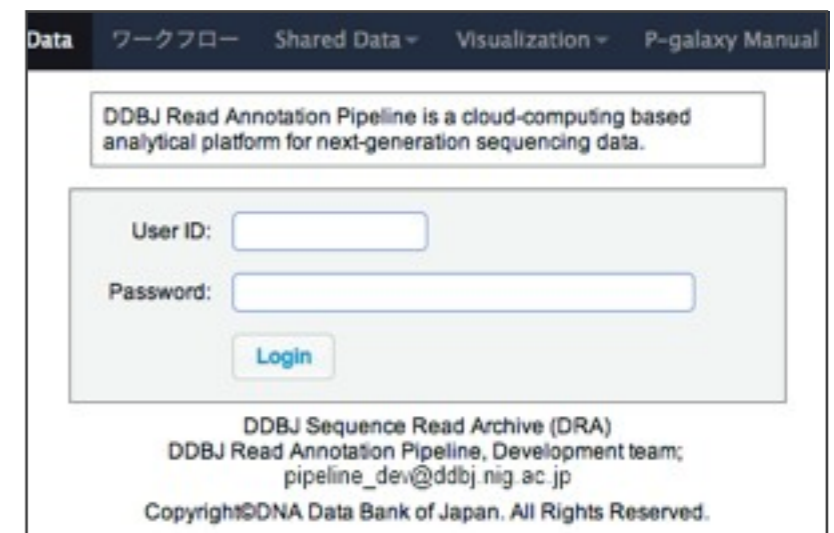 Data ワークフロー Shared Data Visualization P-galaxy Manual
DDBJ Read Annotation Pipeline is a cloud-computing based
analytical platform for next-generation sequencing data.
User ID:
Password:
Login
DDBJ Sequence Read Archive (DRA)
DDBJ Read Annotation Pipeline, Development team;
pipeline_dev@ddbj.nig.ac.jp
Copyright©DNA Data Bank of Japan. All Rights Reserved.